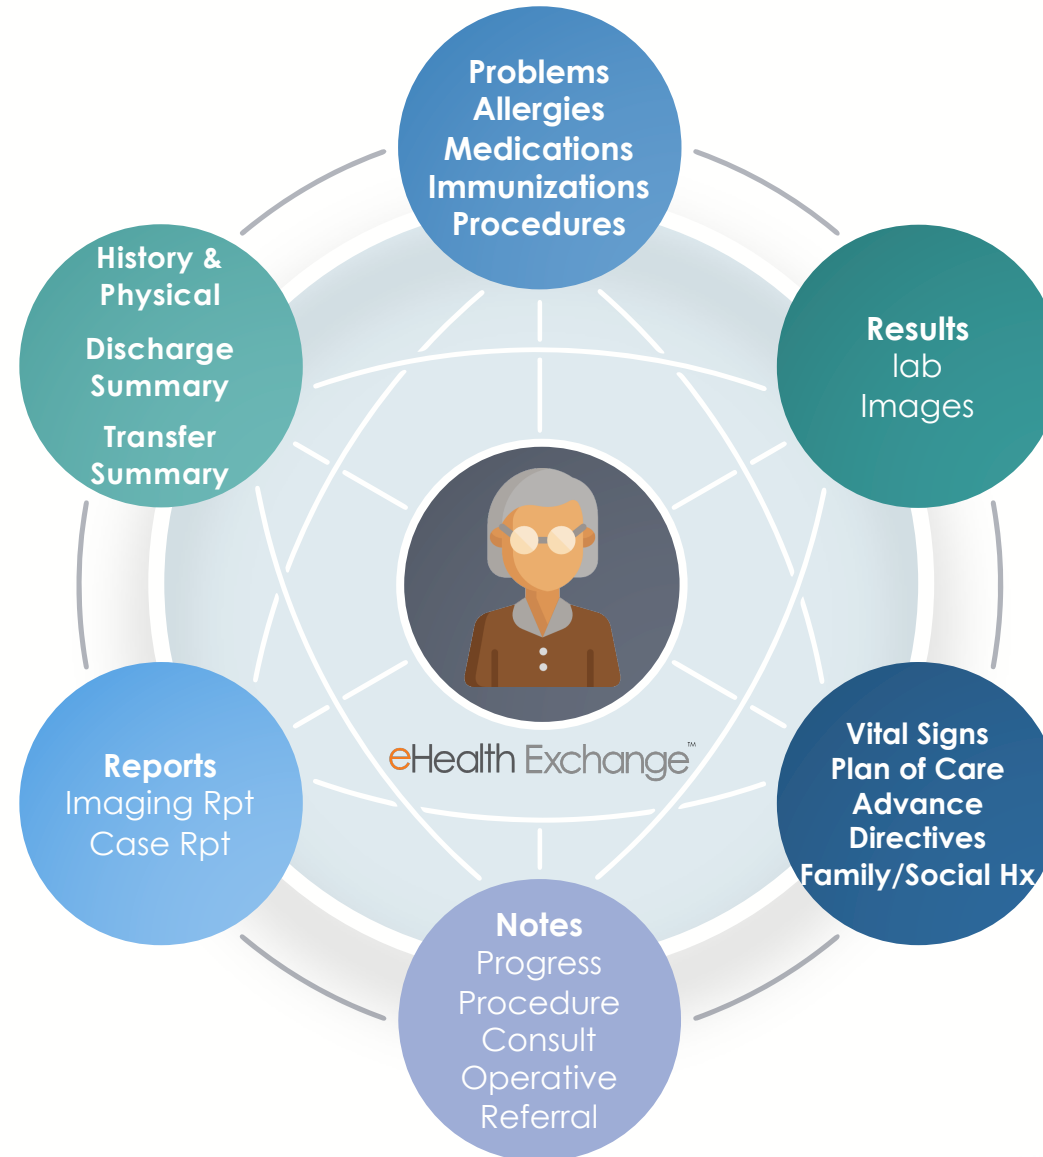 Problems
Allergies
Medications
Immunizations
Procedures
History &
Physical
Discharge
Summary
Transfer
Summary
Results
lab
Images
eHealth Exchange™
Reports
Imaging Rpt
Case Rpt
Vital Signs
Plan of Care
Advance
Directives
Family/Social Hx
Notes
Progress
Procedure
Consult
Operative
Referral